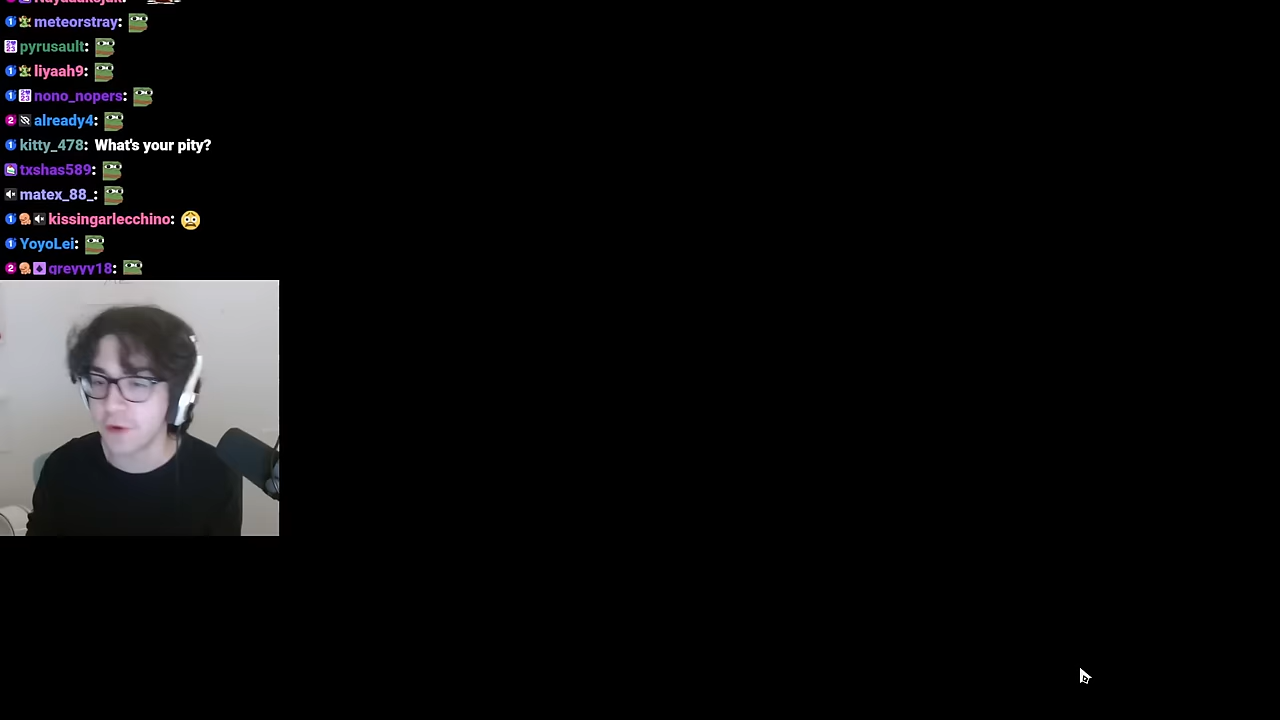 meteorstray:
pyrusault:
liyaah9:
nono_nopers:
already4:
kitty_478: What's your pity?
txshas589:
matex_88_:
kissingarlecchino:
YoyoLei:
greyyy18: